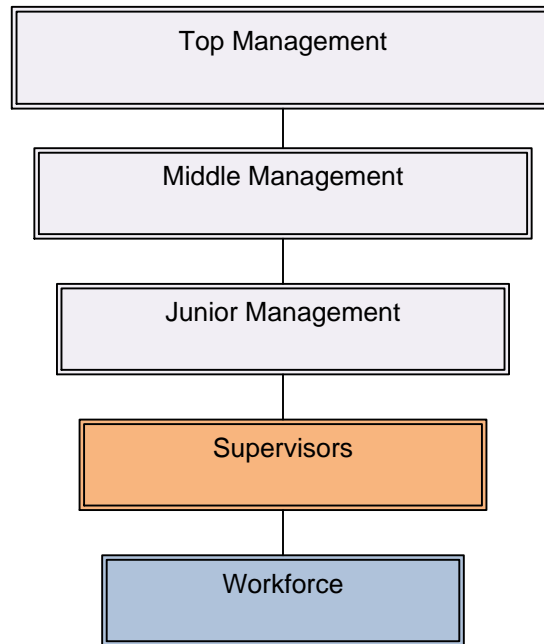 Top Management
Middle Management
Junior Management
Supervisors
Workforce